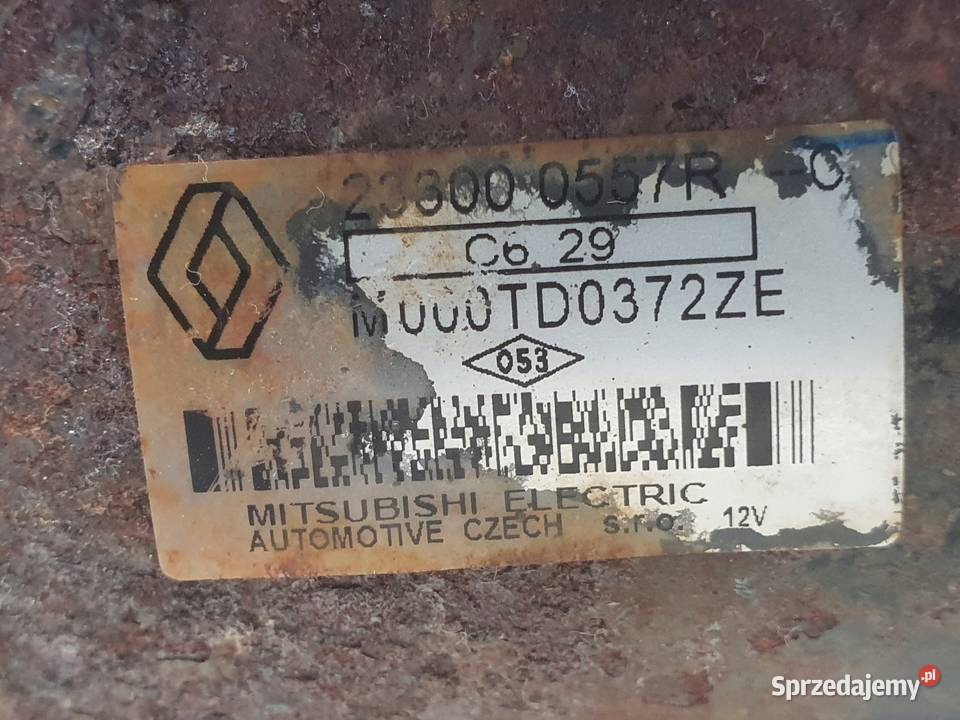 23300 0557R --C
C6 29
M000TD0372ZE
053
MITSUBISHI ELECTRIC
AUTOMOTIVE CZECH s.r.o. 12V
Sprzedajemy.pl